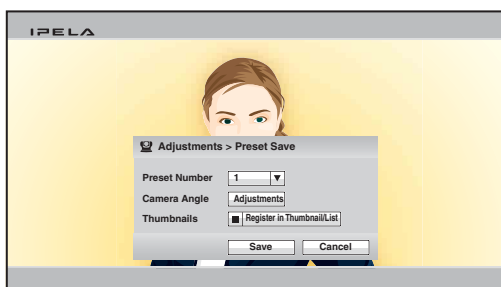 IPELA
Adjustments > Preset Save
Preset Number 1
Camera Angle Adjustments
Thumbnails Register in Thumbnail/List
Save Cancel